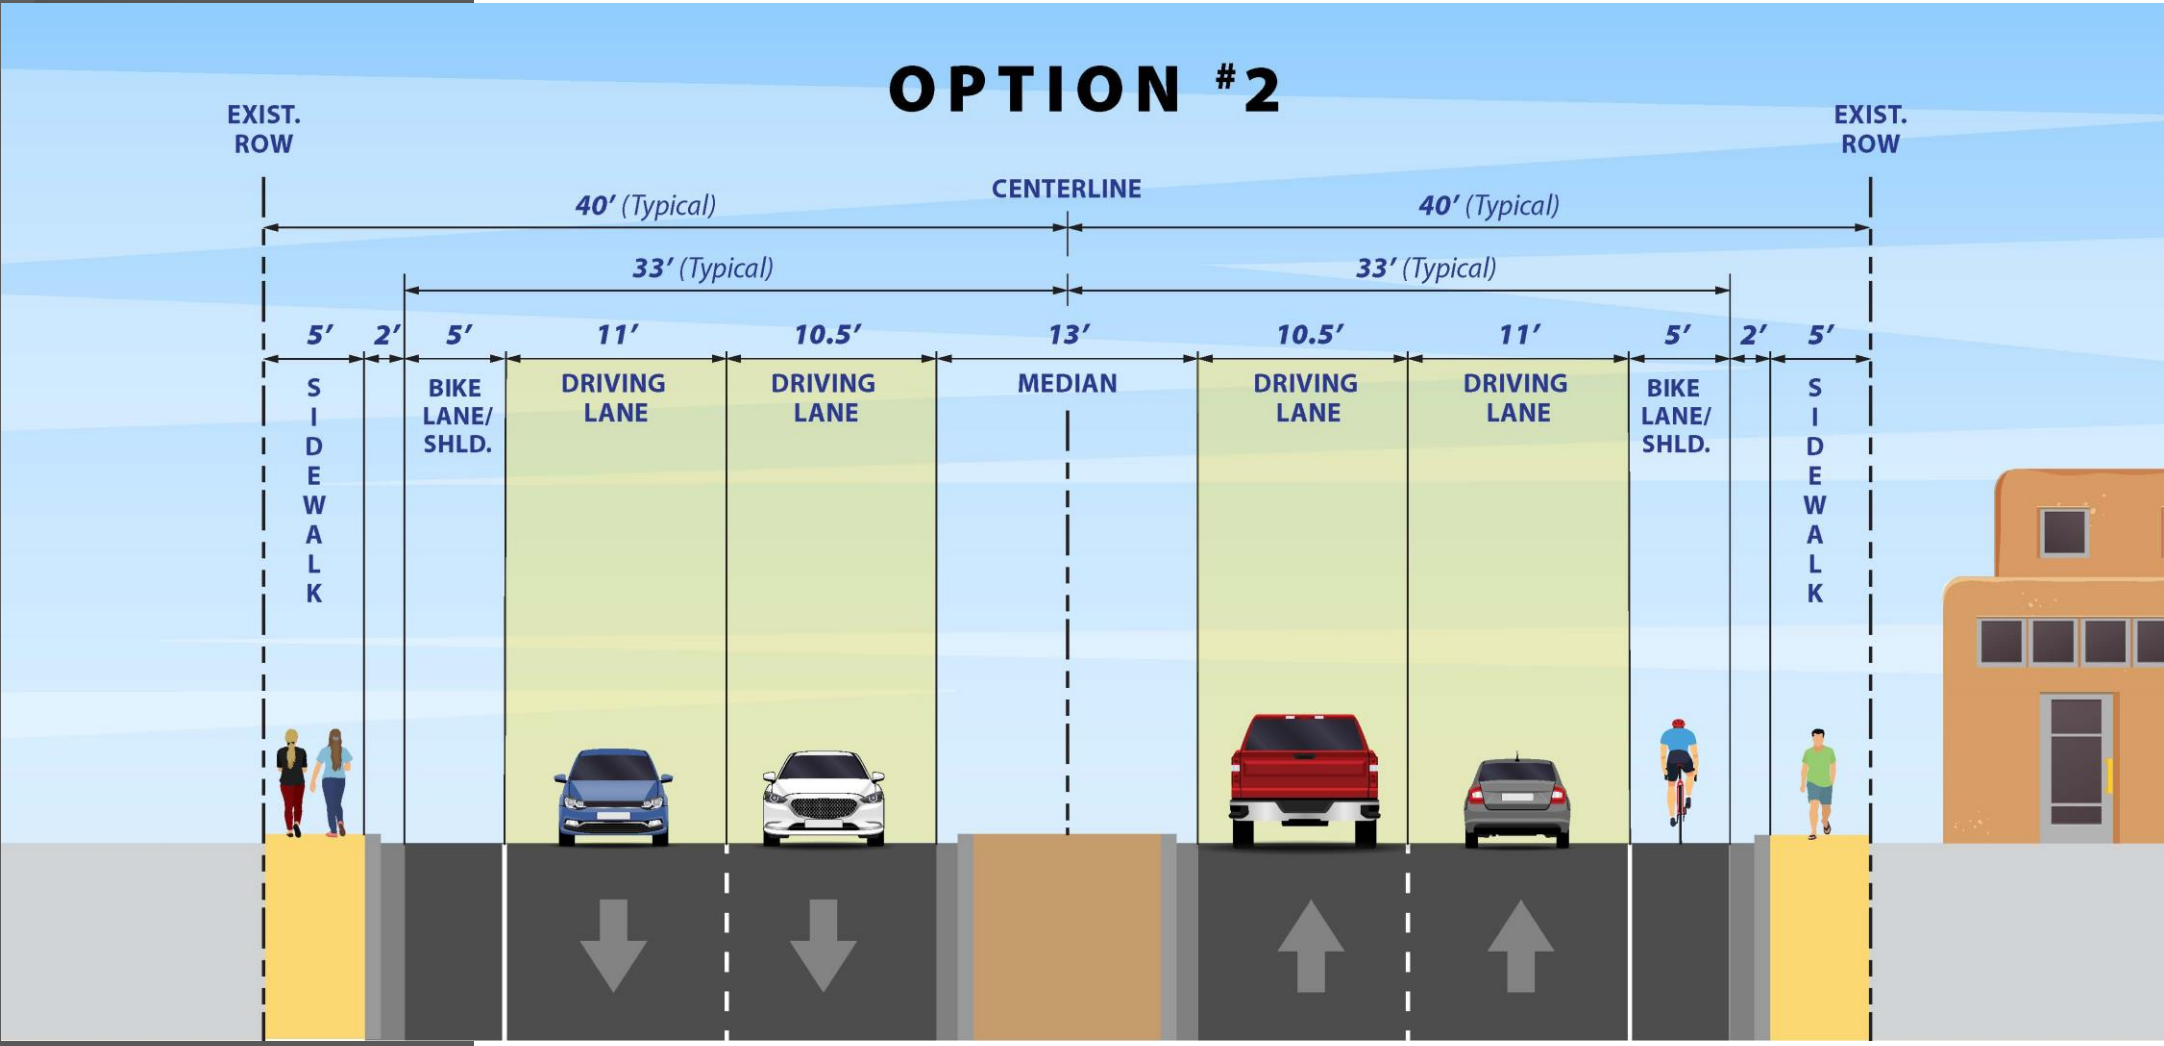 OPTION #2
EXIST.
ROW
EXIST.
ROW
CENTERLINE
40′ (Typical)
40′ (Typical)
33′ (Typical)
33′ (Typical)
5′ 2′ 5′ 11′ 10.5′ 13′ 10.5′ 11′ 5′ 2′ 5′
SIDEWALK
BIKE
LANE/
SHLD.
DRIVING
LANE
DRIVING
LANE
MEDIAN
DRIVING
LANE
DRIVING
LANE
BIKE
LANE/
SHLD.
SIDEWALK